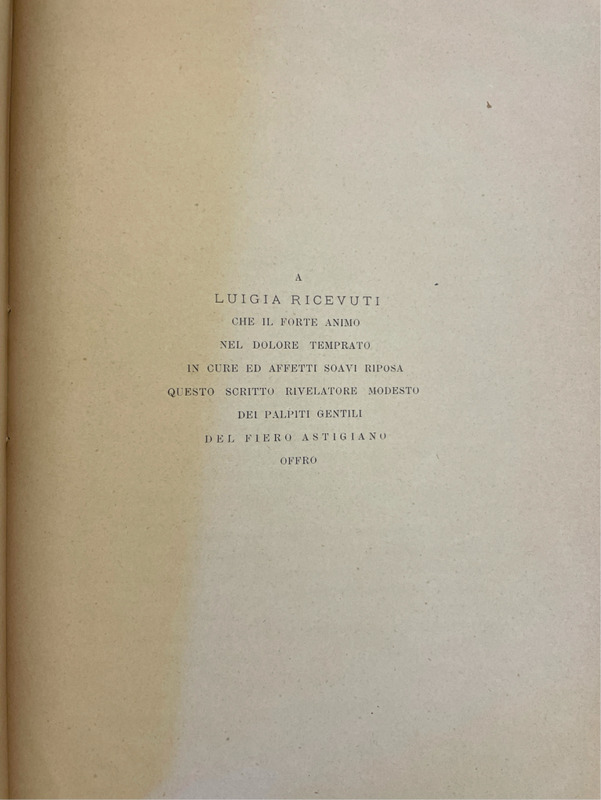 A
LUIGIA RICEVUTI
CHE IL FORTE ANIMO
NEL DOLORE TEMPRATO
IN CURE ED AFFETTI SOAVI RIPOSA
QUESTO SCRITTO RIVELATORE MODESTO
DEI PALPITI GENTILI
DEL FIERO ASTIGIANO
OFFRO